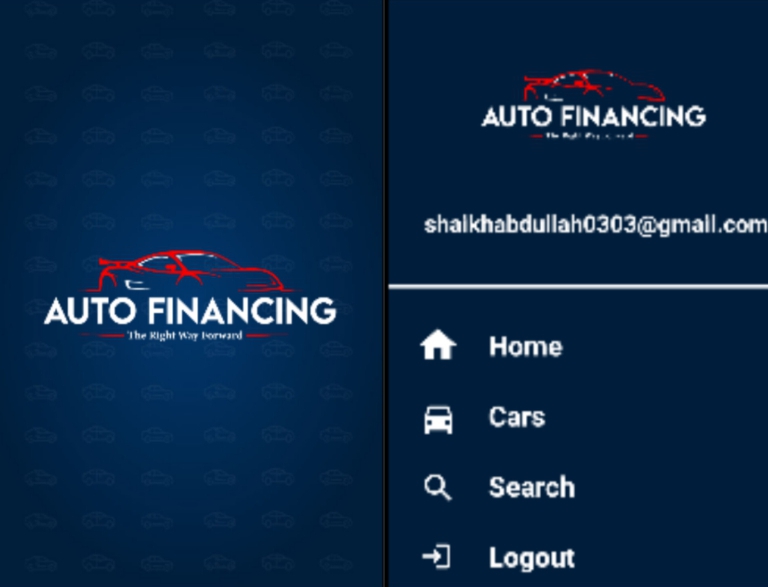 AUTO FINANCING
The Right Way Forward
AUTO FINANCING
The Right Way Forward
shaikhabdullah0303@gmail.com
Home
Cars
Search
Logout